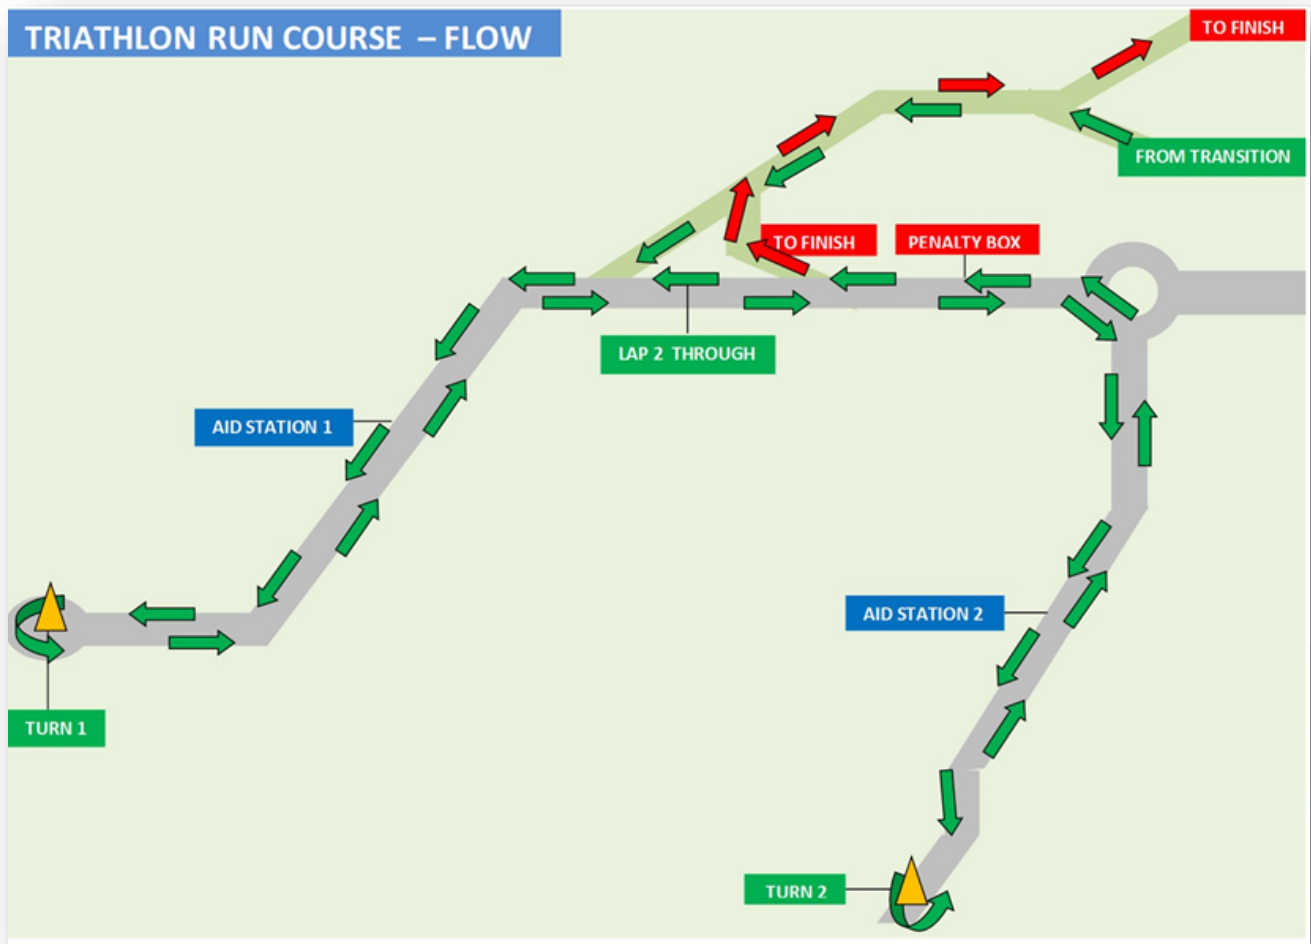 TRIATHLON RUN COURSE – FLOW
TO FINISH
FROM TRANSITION
TO FINISH
PENALTY BOX
LAP 2 THROUGH
AID STATION 1
AID STATION 2
TURN 1
TURN 2